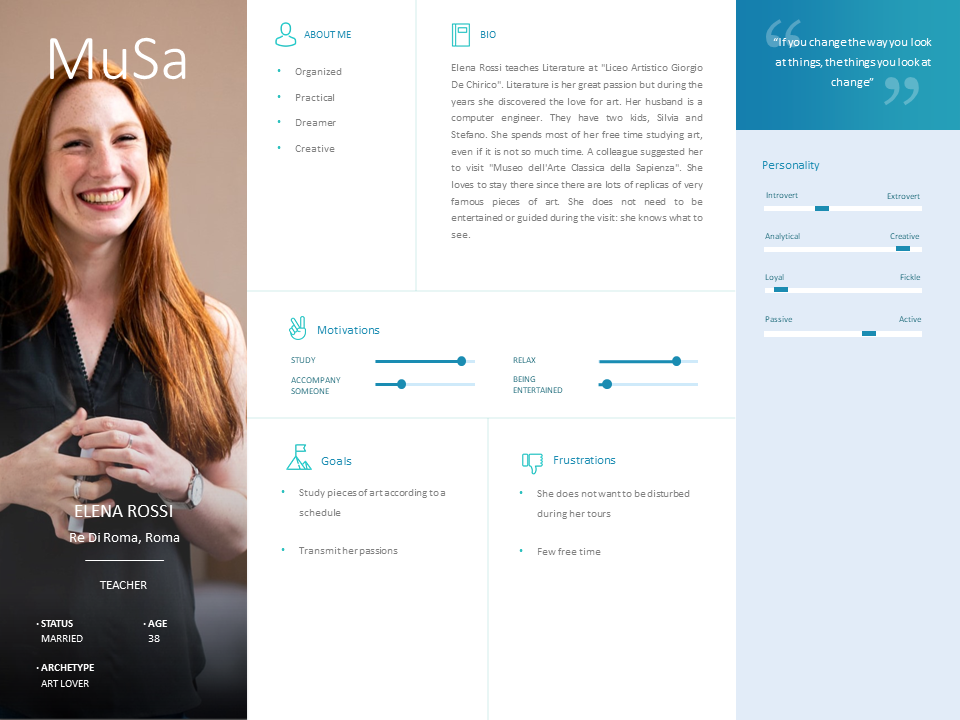 MuSa
ELENA ROSSI
Re Di Roma, Roma
TEACHER
· STATUS
MARRIED
· AGE
38
· ARCHETYPE
ART LOVER
ABOUT ME
• Organized
• Practical
• Dreamer
• Creative
BIO
Elena Rossi teaches Literature at "Liceo Artistico Giorgio
De Chirico". Literature is her great passion but during the
years she discovered the love for art. Her husband is a
computer engineer. They have two kids, Silvia and
Stefano. She spends most of her free time studying art,
even if it is not so much time. A colleague suggested her
to visit "Museo dell'Arte Classica della Sapienza". She
loves to stay there since there are lots of replicas of very
famous pieces of art. She does not need to be
entertained or guided during the visit: she knows what to
see.
Motivations
STUDY
ACCOMPANY
SOMEONE
RELAX
BEING
ENTERTAINED
Goals
• Study pieces of art according to a
schedule
• Transmit her passions
Frustrations
• She does not want to be disturbed
during her tours
• Few free time
“If you change the way you look
at things, the things you look at
change”
Personality
Introvert Extrovert
Analytical Creative
Loyal Fickle
Passive Active